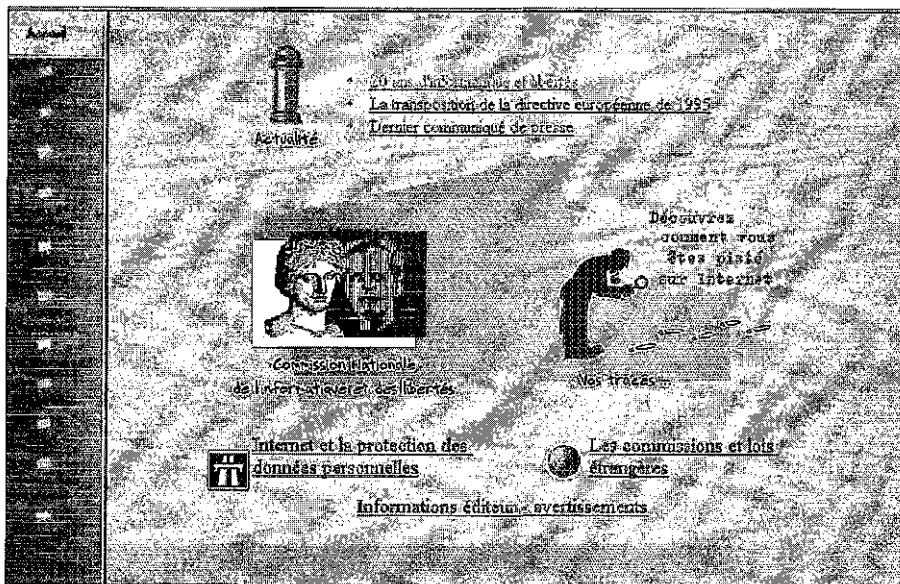 Accueil
20 ans d'informatique et libertés
La transposition de la directive européenne de 1995
Dernier communiqué de presse
Actualité
Découvrez
comment vous
êtes pisté
sur Internet
Commission Nationale
de l'informatique et des libertés
Vos traces
Internet et la protection des
données personnelles
Les commissions et lois
étrangères
Informations éditeur - avertissements